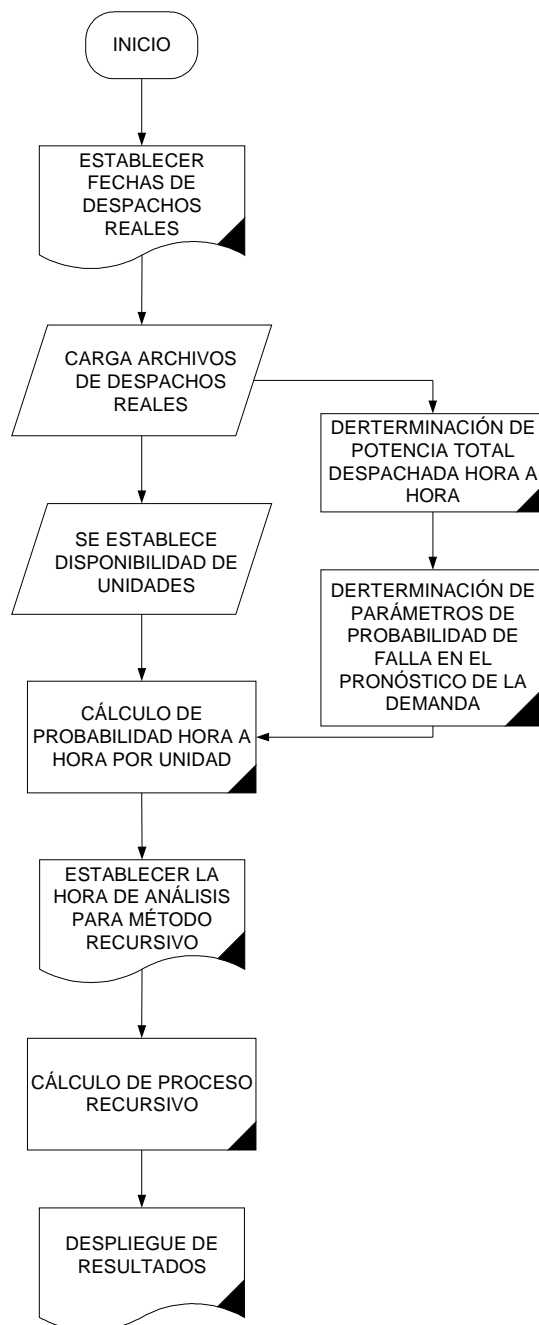 INICIO
ESTABLECER
FECHAS DE
DESPACHOS
REALES
CARGA ARCHIVOS
DE DESPACHOS
REALES
DERTERMINACIÓN DE
POTENCIA TOTAL
DESPACHADA HORA A
HORA
SE ESTABLECE
DISPONIBILIDAD DE
UNIDADES
DERTERMINACIÓN DE
PARÁMETROS DE
PROBABILIDAD DE
FALLA EN EL
PRONÓSTICO DE LA
DEMANDA
CÁLCULO DE
PROBABILIDAD HORA A
HORA POR UNIDAD
ESTABLECER LA
HORA DE ANÁLISIS
PARA MÉTODO
RECURSIVO
CÁLCULO DE PROCESO
RECURSIVO
DESPLIEGUE DE
RESULTADOS